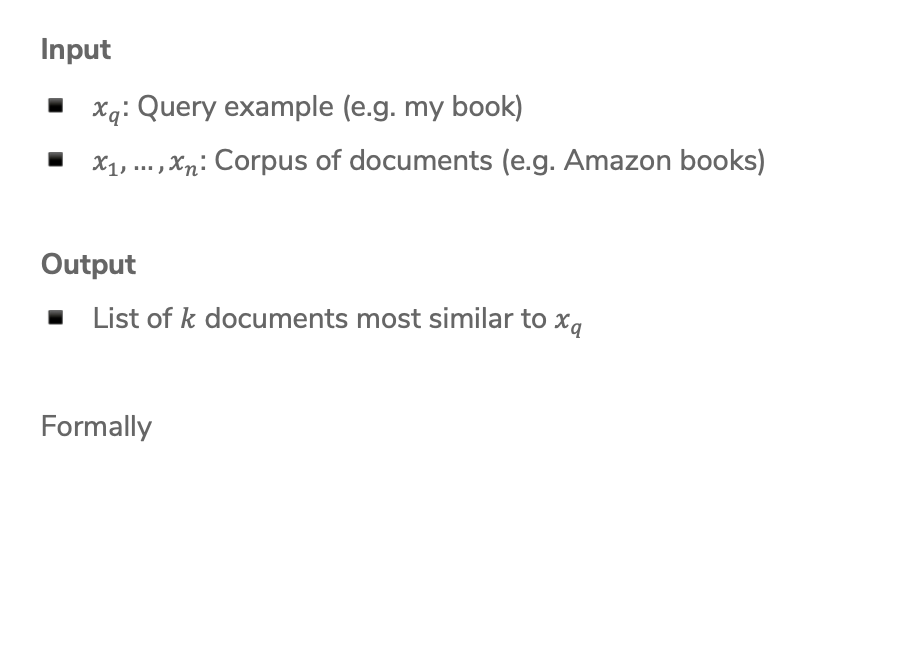 Input
▪ x_q: Query example (e.g. my book)
▪ x_1, … , x_n: Corpus of documents (e.g. Amazon books)
Output
▪ List of k documents most similar to x_q
Formally